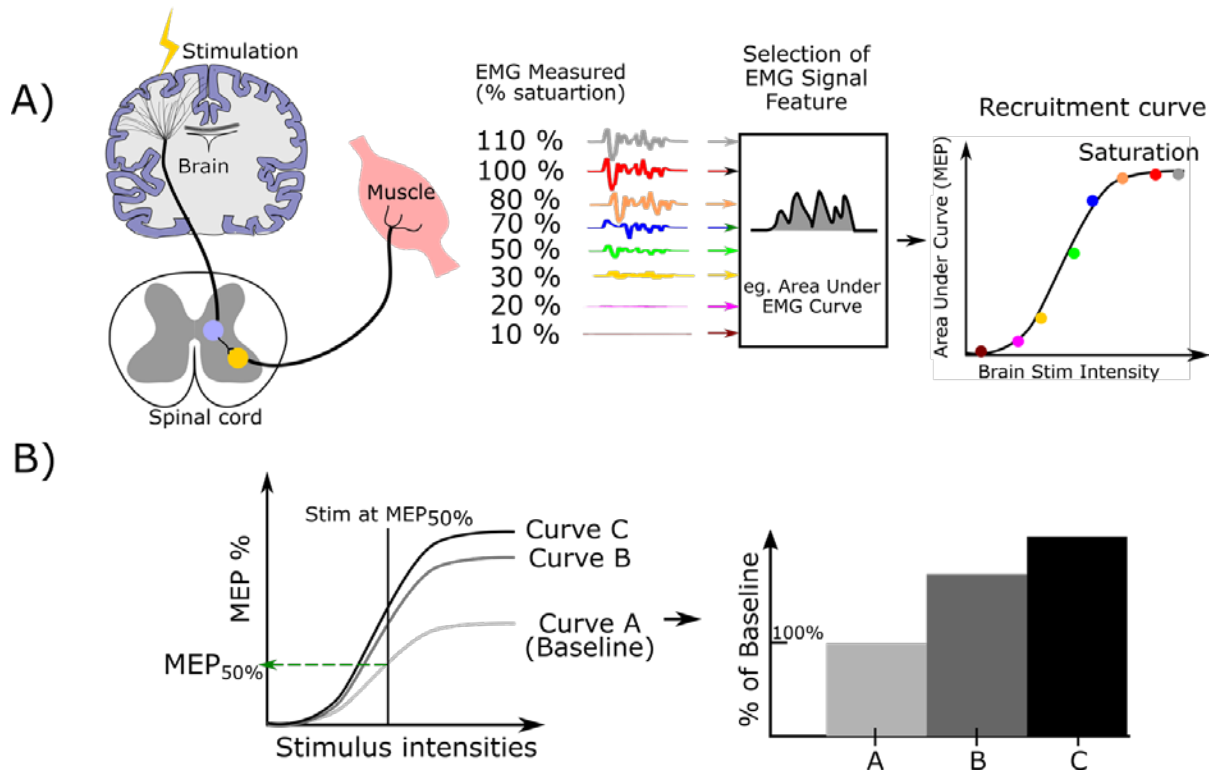 A)
Stimulation
Brain
Muscle
Spinal cord
EMG Measured
(% satuartion)
110 %
100 %
80 %
70 %
50 %
30 %
20 %
10 %
Selection of
EMG Signal
Feature
eg. Area Under
EMG Curve
Recruitment curve
Saturation
Area Under Curve (MEP)
Brain Stim Intensity
B)
MEP %
Stim at MEP50%
Curve C
Curve B
Curve A
(Baseline)
MEP50%
Stimulus intensities
% of Baseline
100%
A
B
C